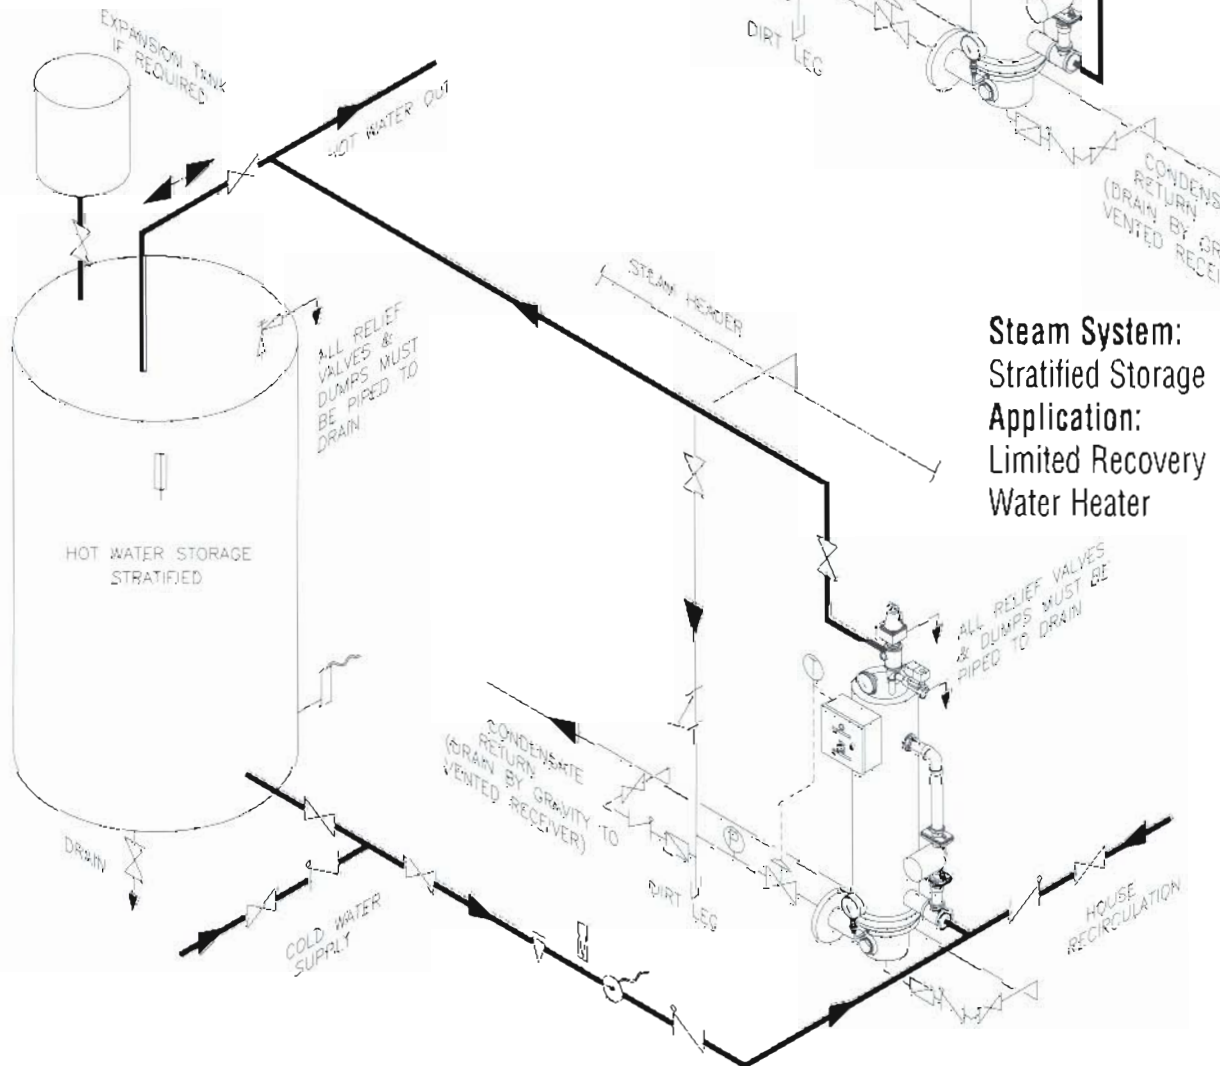 EXPANSION TANK
IF REQUIRED
HOT WATER OUT
DIRT LEG
CONDENS
RETURN
(DRAIN BY GR
VENTED RECEI
STEAM HEADER
ALL RELIEF
VALVES &
DUMPS MUST
BE PIPED TO
DRAIN
Steam System:
Stratified Storage
Application:
Limited Recovery
Water Heater
HOT WATER STORAGE
STRATIFIED
ALL RELIEF VALVES
& DUMPS MUST BE
PIPED TO DRAIN
T
CONDENSATE
RETURN
(DRAIN BY GRAVITY TO
VENTED RECEIVER)
P
DRAIN
DIRT LEG
COLD WATER
SUPPLY
HOUSE
RECIRCULATION